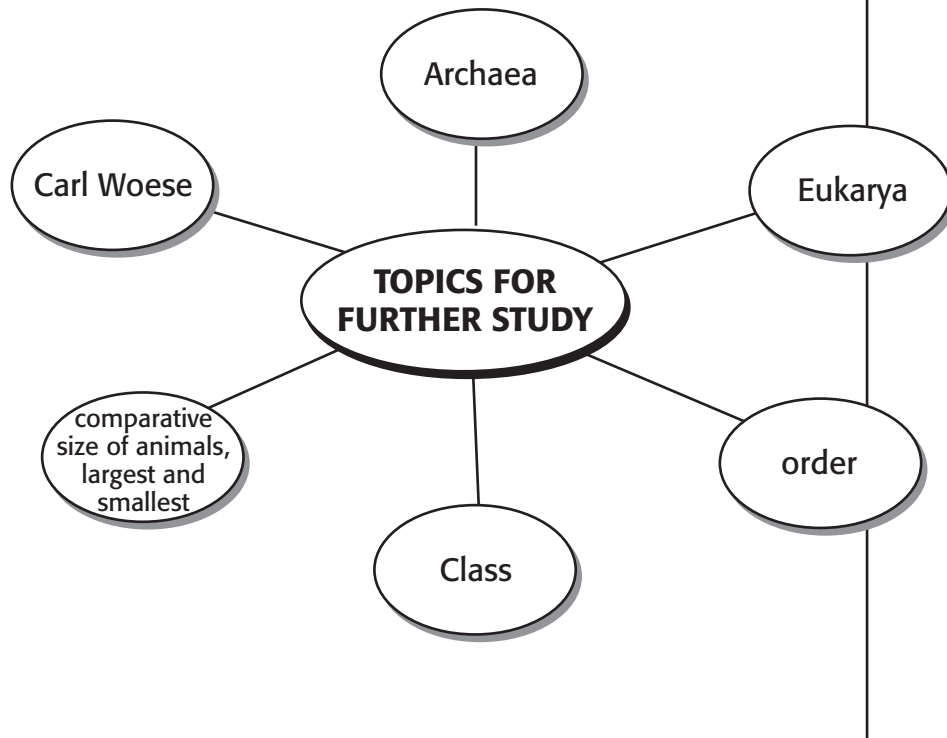 Archaea
Carl Woese
Eukarya
TOPICS FOR
FURTHER STUDY
comparative
size of animals,
largest and
smallest
order
Class